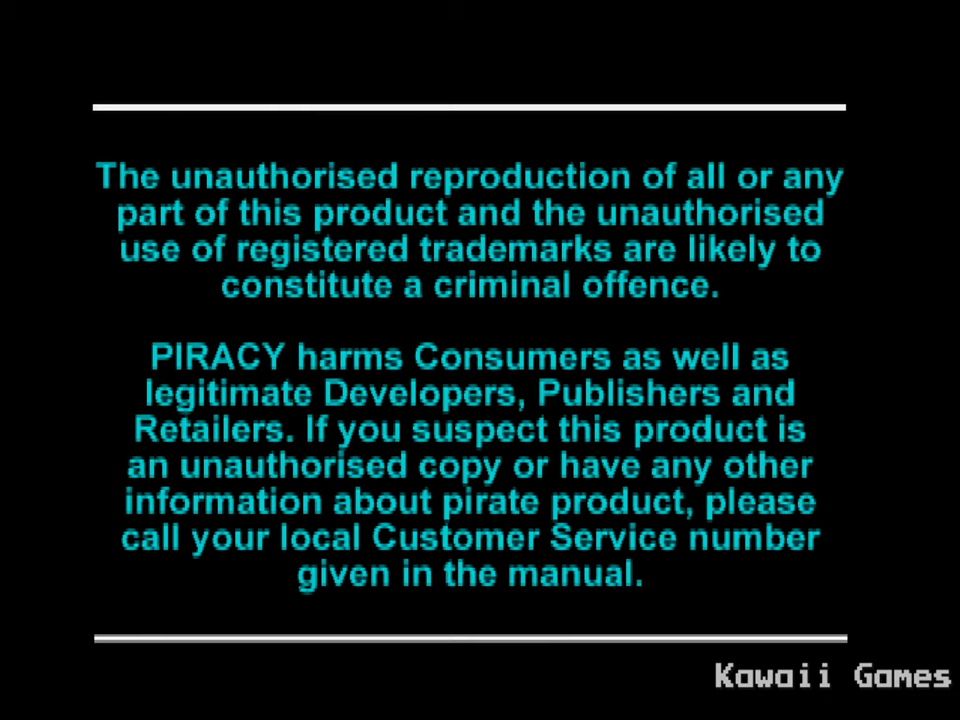 The unauthorised reproduction of all or any
part of this product and the unauthorised
use of registered trademarks are likely to
constitute a criminal offence.
PIRACY harms Consumers as well as
legitimate Developers, Publishers and
Retailers. If you suspect this product is
an unauthorised copy or have any other
information about pirate product, please
call your local Customer Service number
given in the manual.
Kawaii Games